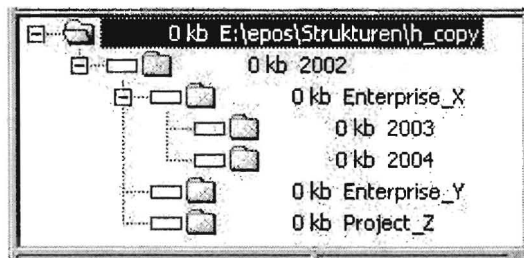 0 kb E:\epos\Strukturen\h_copy
0 kb 2002
0 kb Enterprise_X
0 kb 2003
0 kb 2004
0 kb Enterprise_Y
0 kb Project_Z